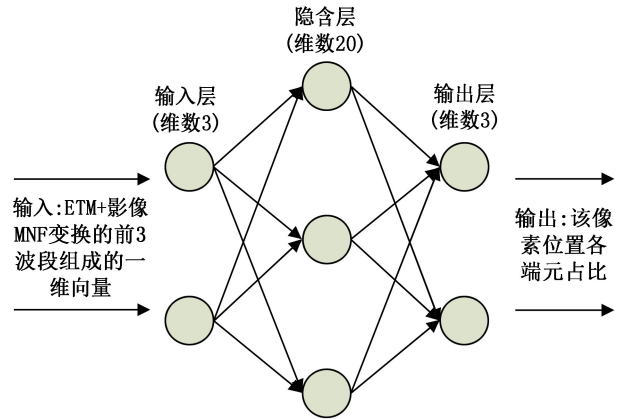 隐含层
(维数20)
输入层
(维数3)
输出层
(维数3)
输入:ETM+影像
MNF变换的前3
波段组成的一
维向量
输出:该像
素位置各
端元占比